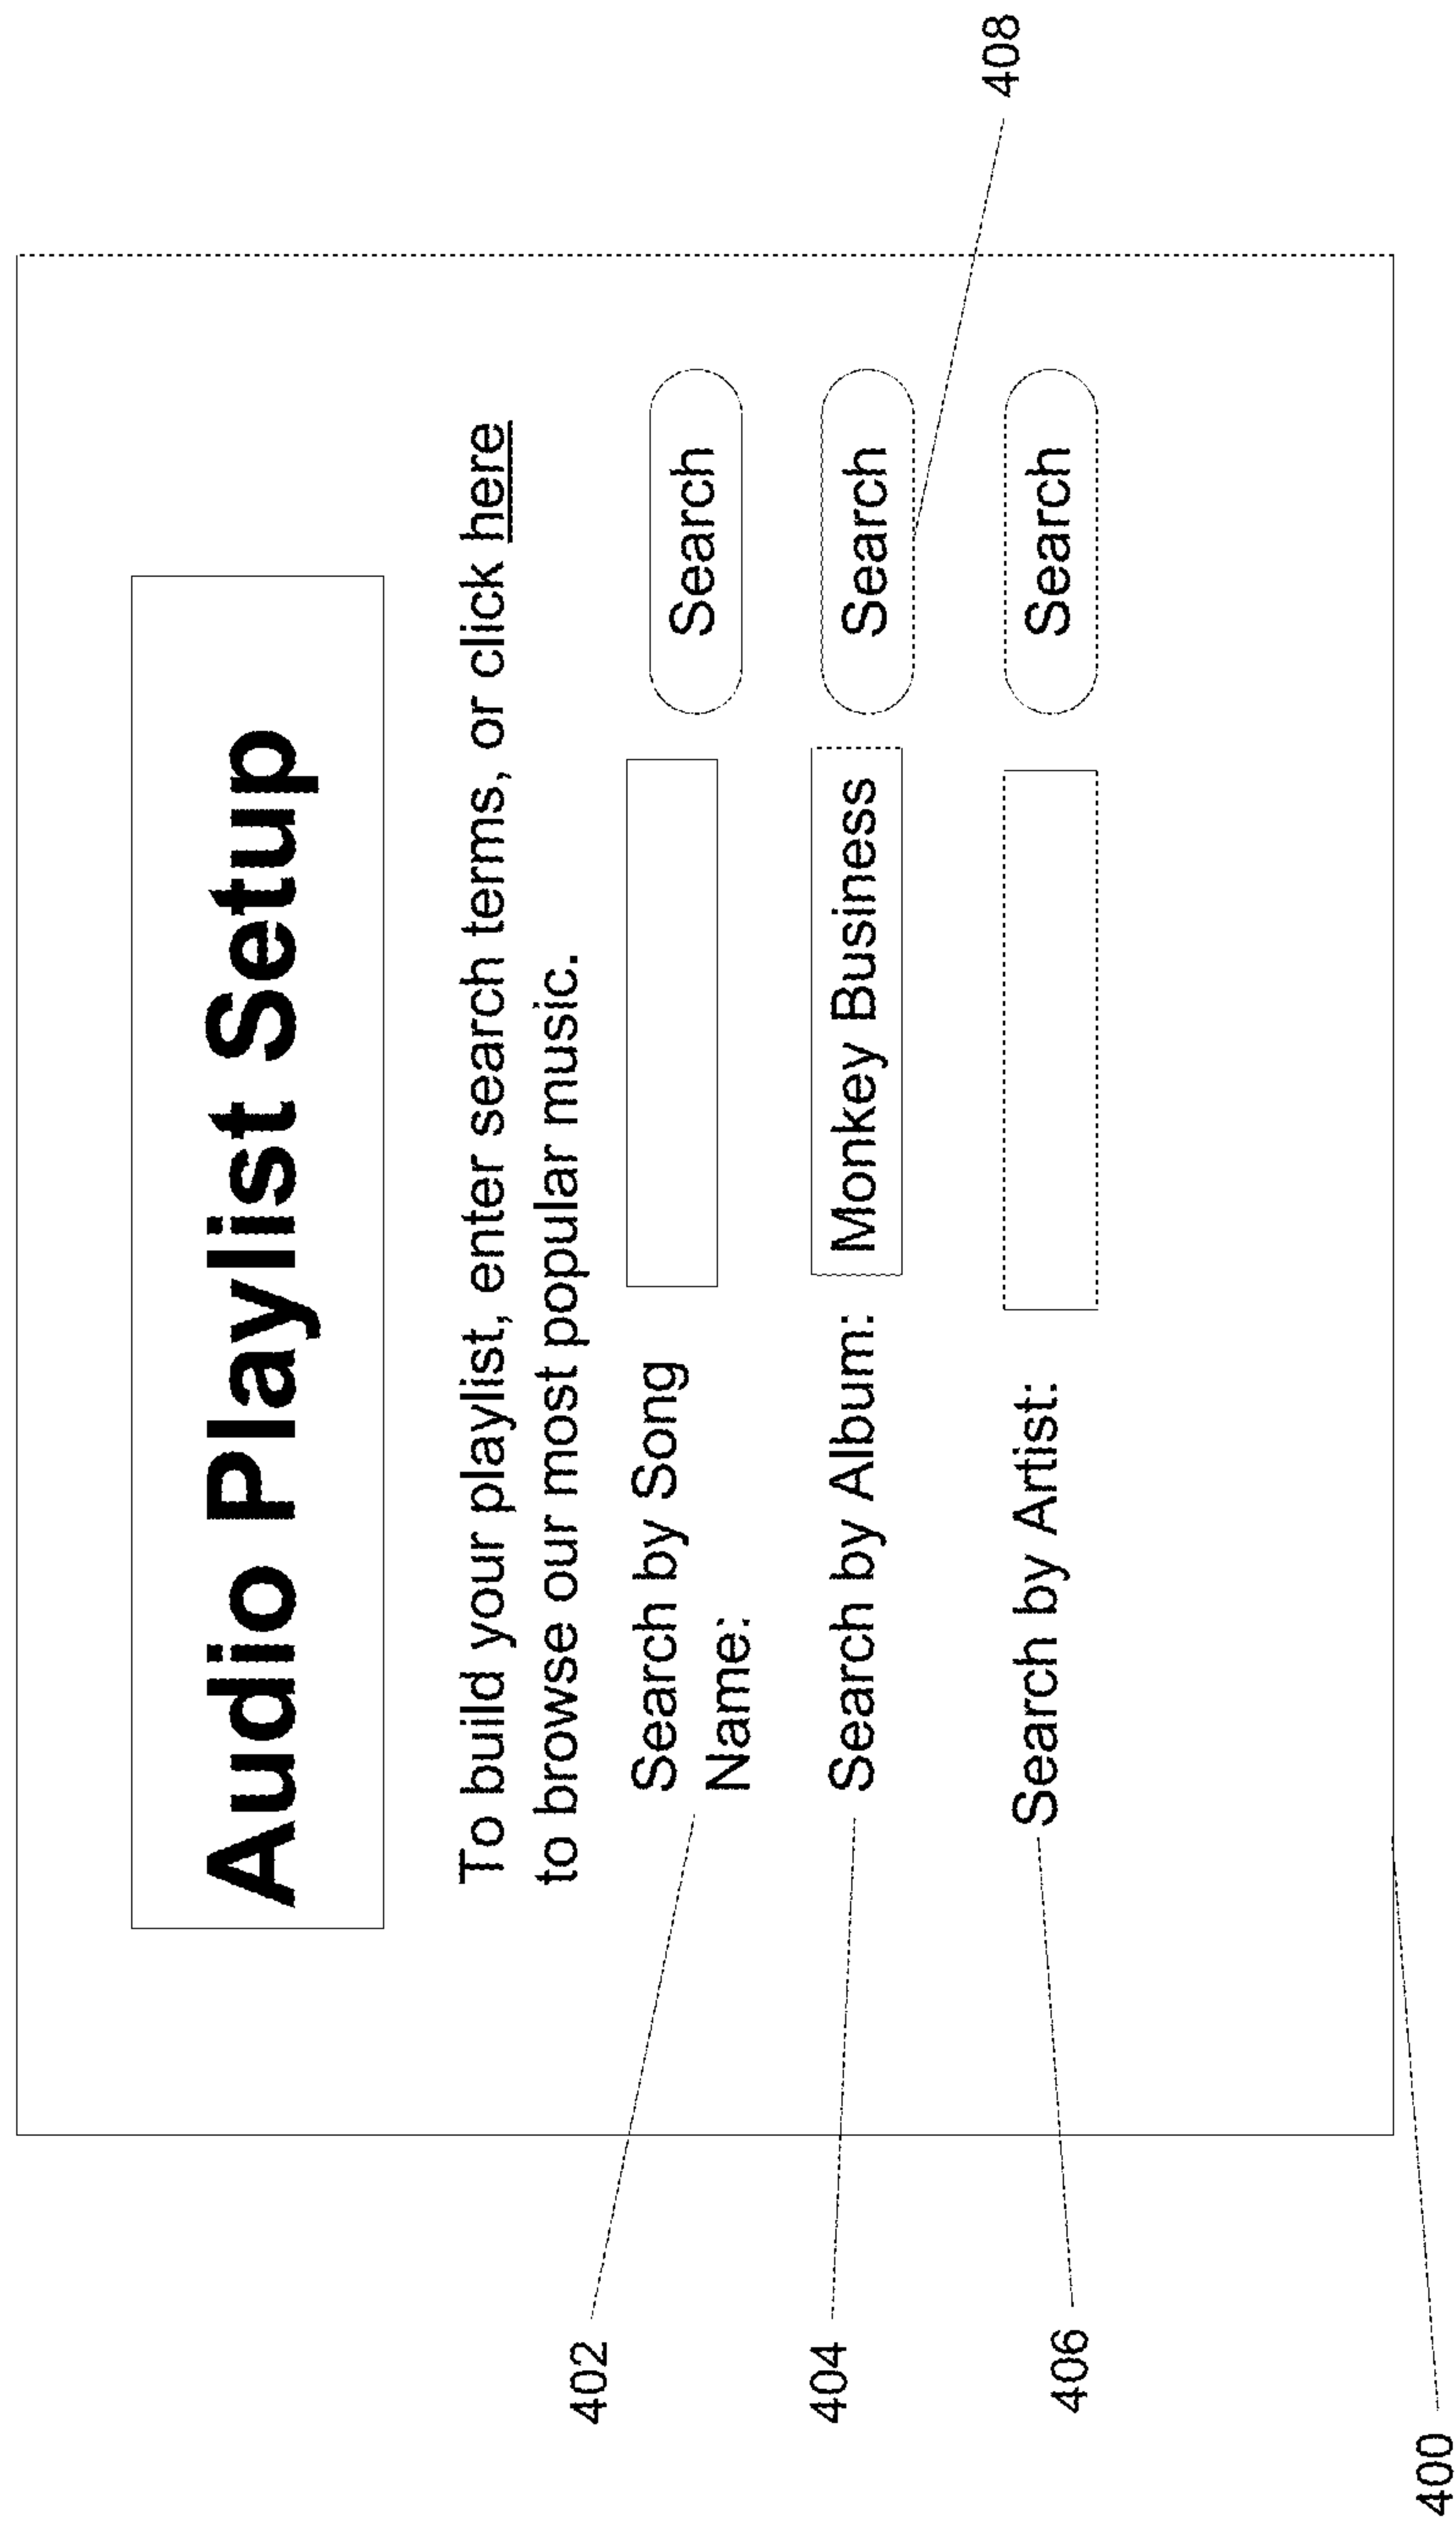 Audio Playlist Setup
To build your playlist, enter search terms, or click here
to browse our most popular music.
402
Search by Song
Name:
Search
404
Search by Album:
Monkey Business
Search
408
406
Search by Artist:
Search
400